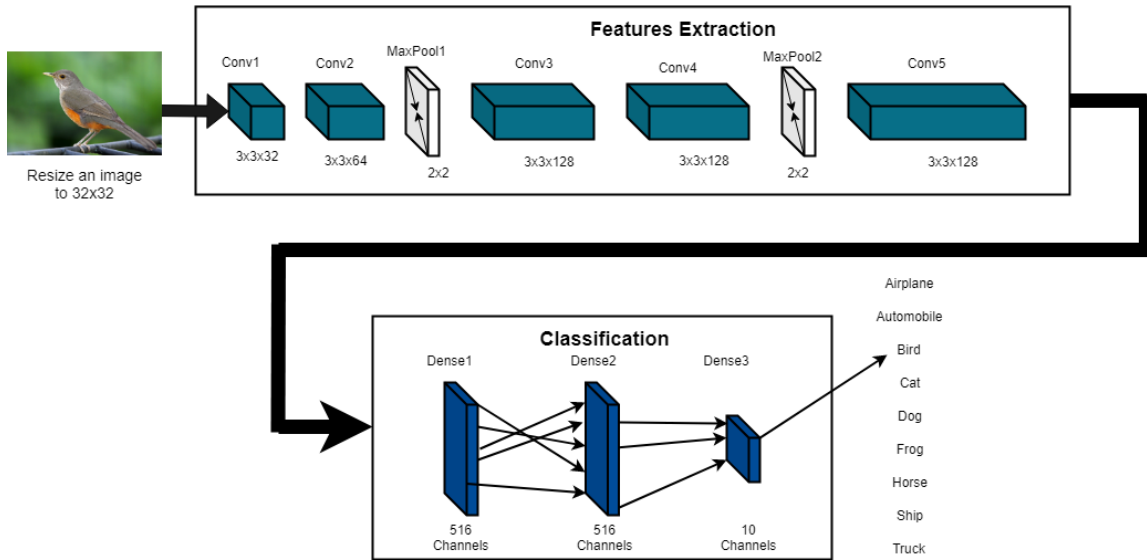 Features Extraction
Conv1
Conv2
MaxPool1
Conv3
Conv4
MaxPool2
Conv5
3x3x32
3x3x64
2x2
3x3x128
3x3x128
2x2
3x3x128
Resize an image
to 32x32
Classification
Dense1
Dense2
Dense3
516
Channels
516
Channels
10
Channels
Airplane
Automobile
Bird
Cat
Dog
Frog
Horse
Ship
Truck